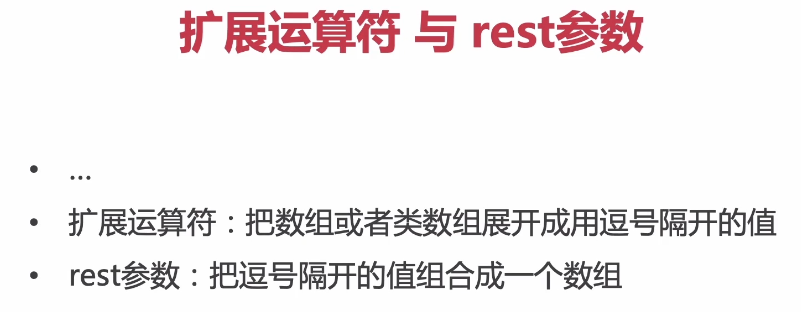 扩展运算符 与 rest参数
• ...
• 扩展运算符：把数组或者类数组展开成用逗号隔开的值
• rest参数：把逗号隔开的值组合成一个数组